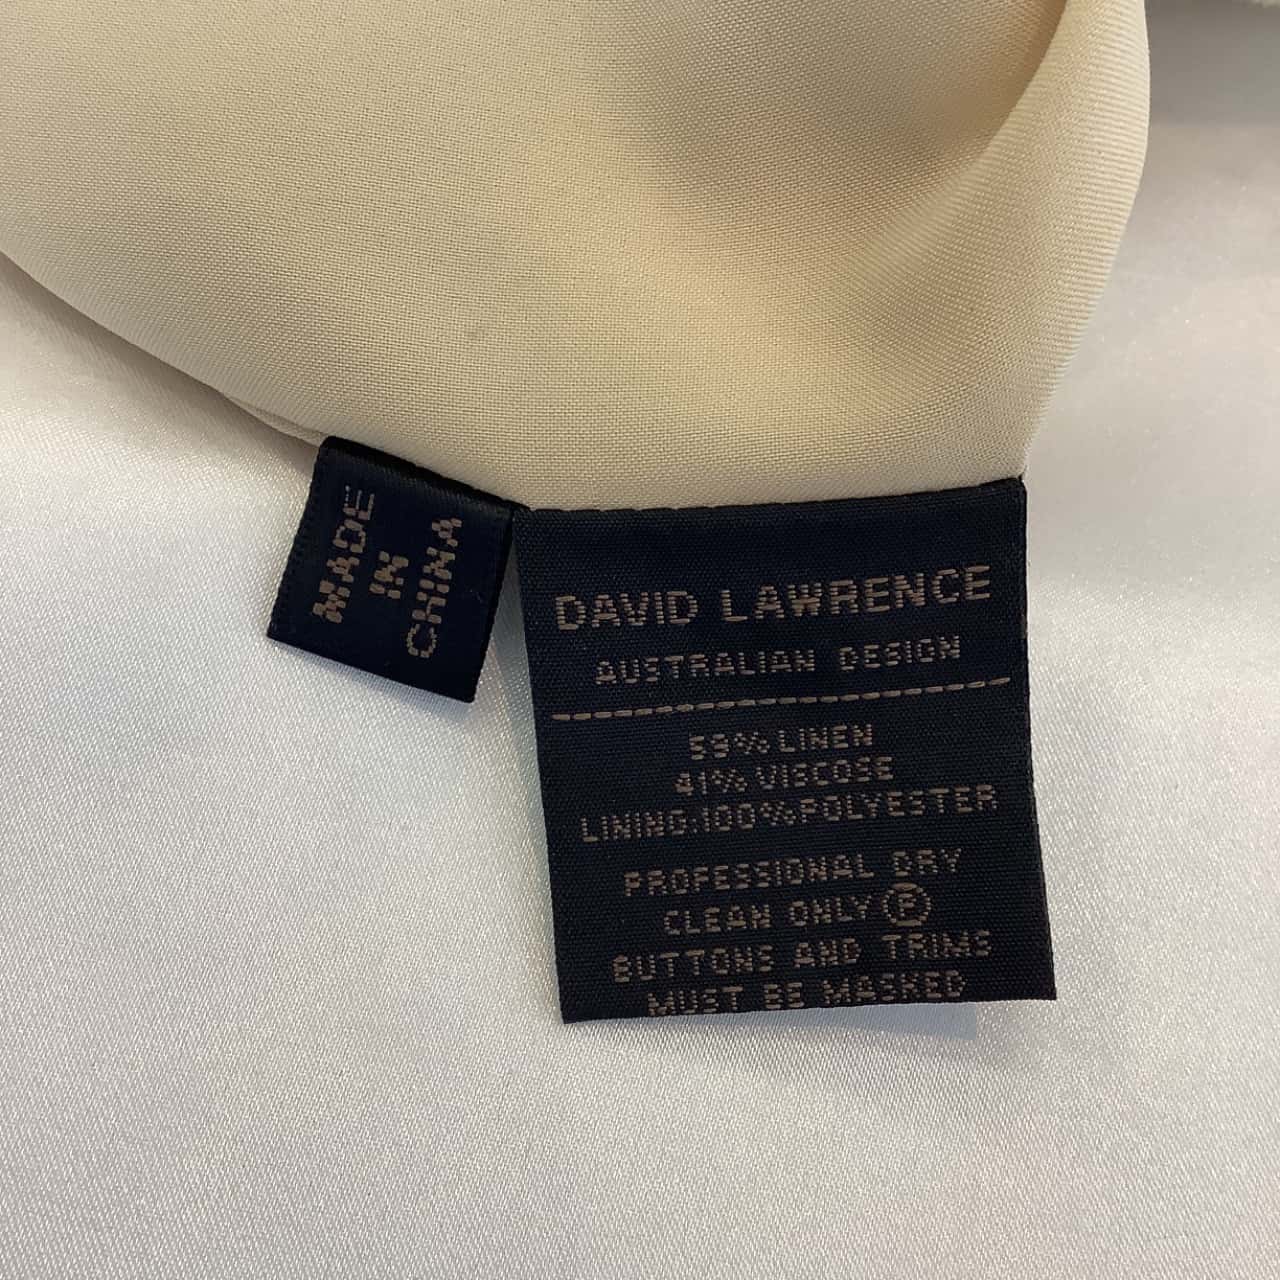 MADE
IN
CHINA
DAVID LAWRENCE
AUSTRALIAN DESIGN
59% LINEN
41% VISCOSE
LINING:100%POLYESTER
PROFESSIONAL DRY
CLEAN ONLY Ⓟ
BUTTONS AND TRIMS
MUST BE MASKED